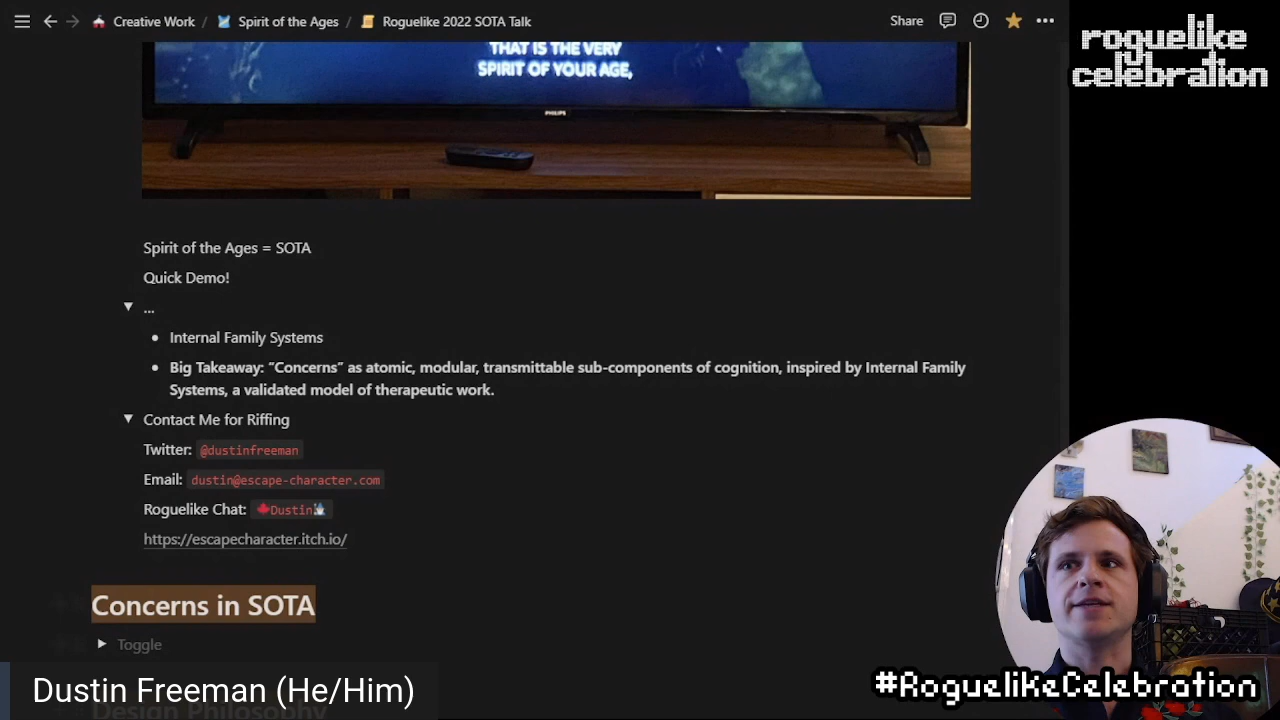 Creative Work / Spirit of the Ages / Roguelike 2022 SOTA Talk
Share
roguelike
celebration
THAT IS THE VERY
SPIRIT OF YOUR AGE,
PHILIPS
Spirit of the Ages = SOTA
Quick Demo!
...
Internal Family Systems
Big Takeaway: “Concerns” as atomic, modular, transmittable sub-components of cognition, inspired by Internal Family
Systems, a validated model of therapeutic work.
Contact Me for Riffing
Twitter: @dustinfreeman
Email: dustin@escape-character.com
Roguelike Chat: 🍁Dustin🧙
https://escapecharacter.itch.io/
Concerns in SOTA
Toggle
Design Philosophy
Dustin Freeman (He/Him)
#RoguelikeCelebration